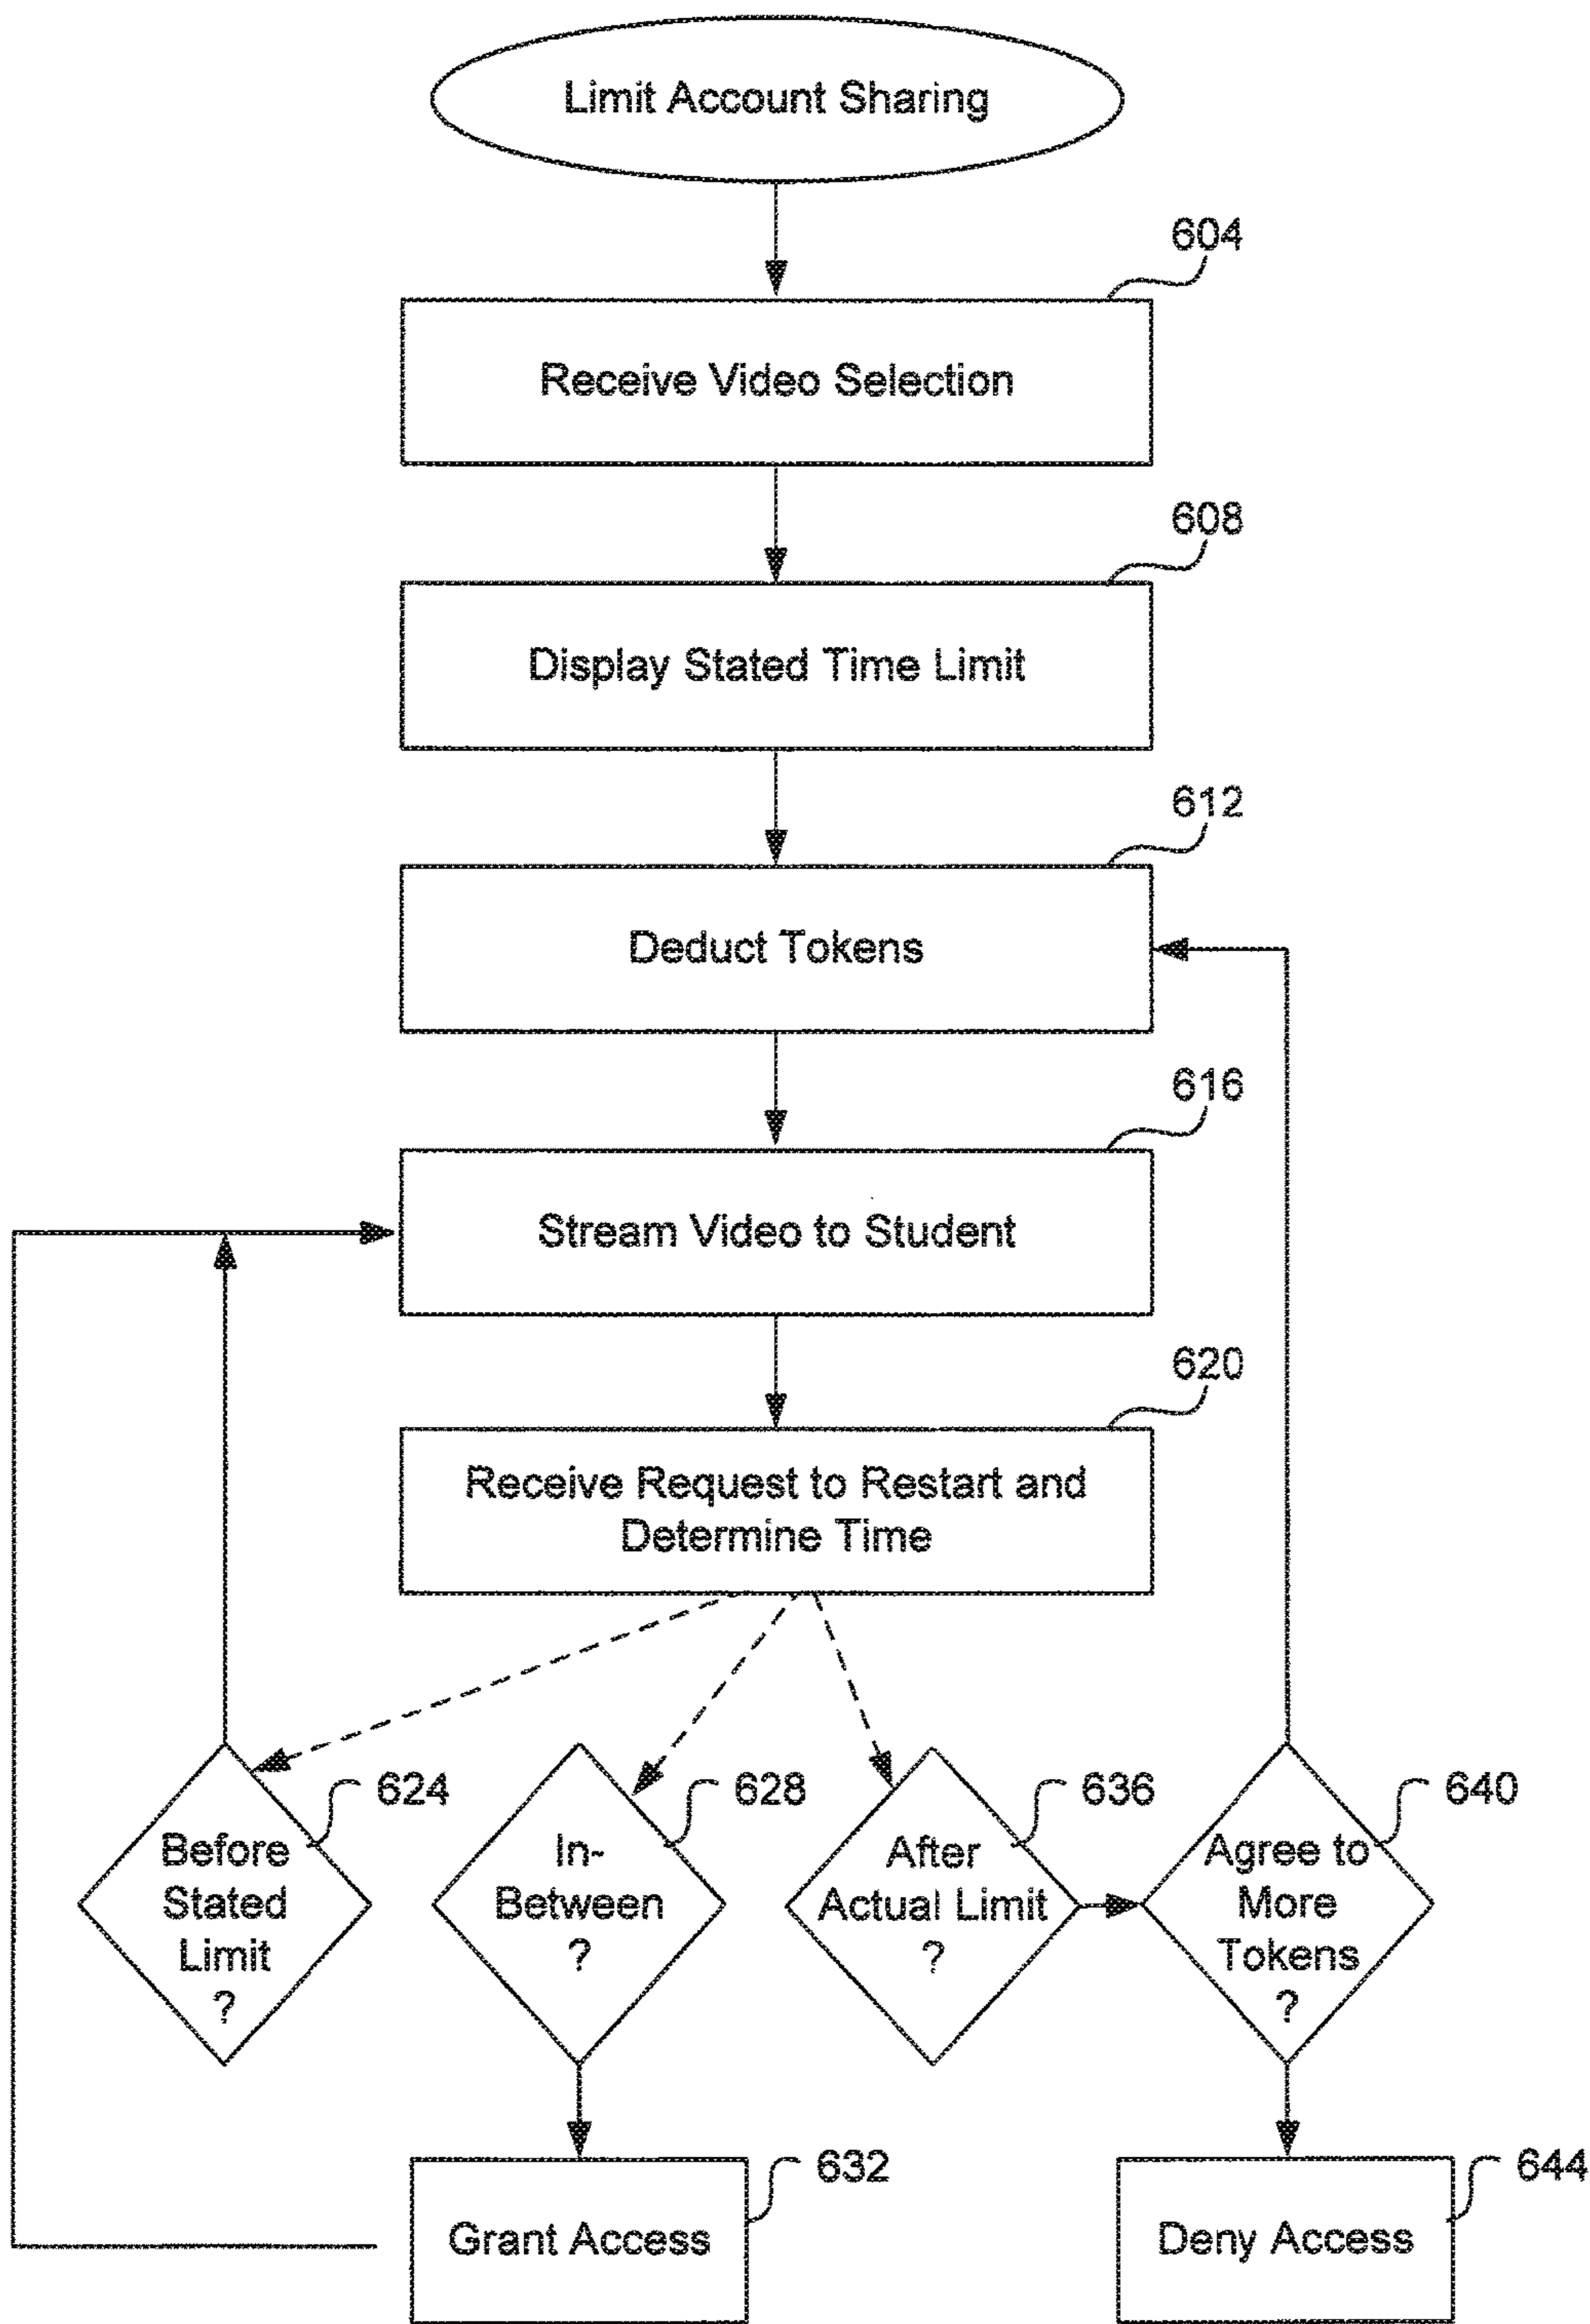 Limit Account Sharing
604
Receive Video Selection
608
Display Stated Time Limit
612
Deduct Tokens
616
Stream Video to Student
620
Receive Request to Restart and
Determine Time
624
Before
Stated
Limit
?
628
In-
Between
?
636
After
Actual Limit
?
640
Agree to
More
Tokens
?
632
Grant Access
644
Deny Access